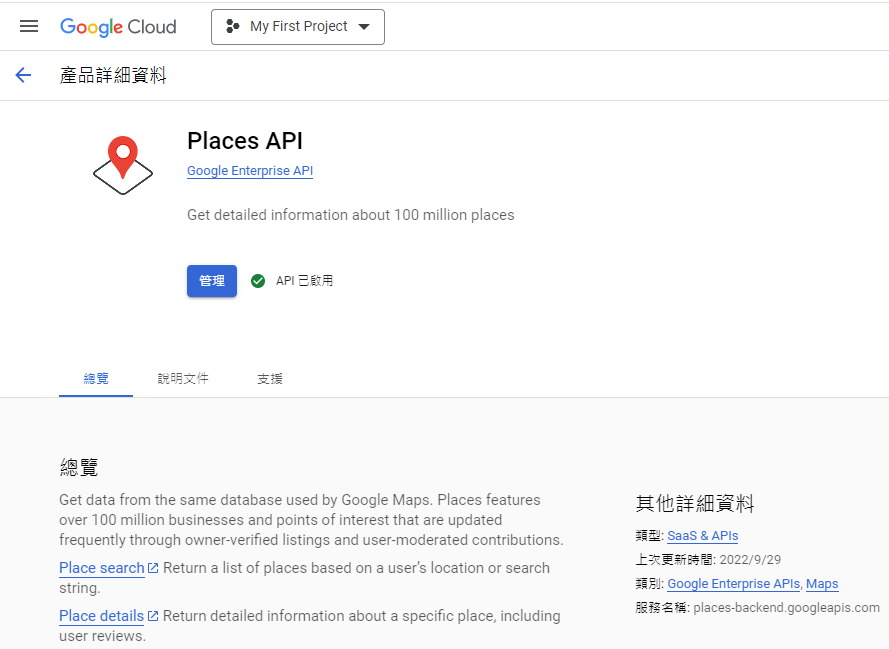 Google Cloud
My First Project
產品詳細資料
Places API
Google Enterprise API
Get detailed information about 100 million places
管理
API 已啟用
總覽
說明文件
支援
總覽
Get data from the same database used by Google Maps. Places features
over 100 million businesses and points of interest that are updated
frequently through owner-verified listings and user-moderated contributions.
Place search Return a list of places based on a user’s location or search
string.
Place details Return detailed information about a specific place, including
user reviews.
其他詳細資料
類型: SaaS & APIs
上次更新時間: 2022/9/29
類別: Google Enterprise APIs, Maps
服務名稱: places-backend.googleapis.com